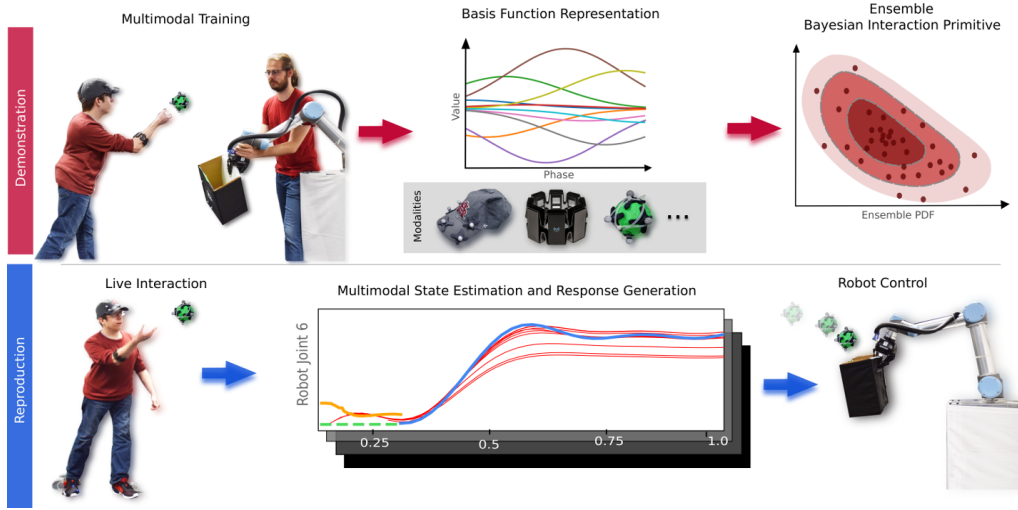 Multimodal Training
Basis Function Representation
Ensemble
Bayesian Interaction Primitive
Demonstration
Value
Phase
Modalities
...
Ensemble PDF
Reproduction
Live Interaction
Multimodal State Estimation and Response Generation
Robot Control
Robot Joint 6
0.25
0.5
0.75
1.0